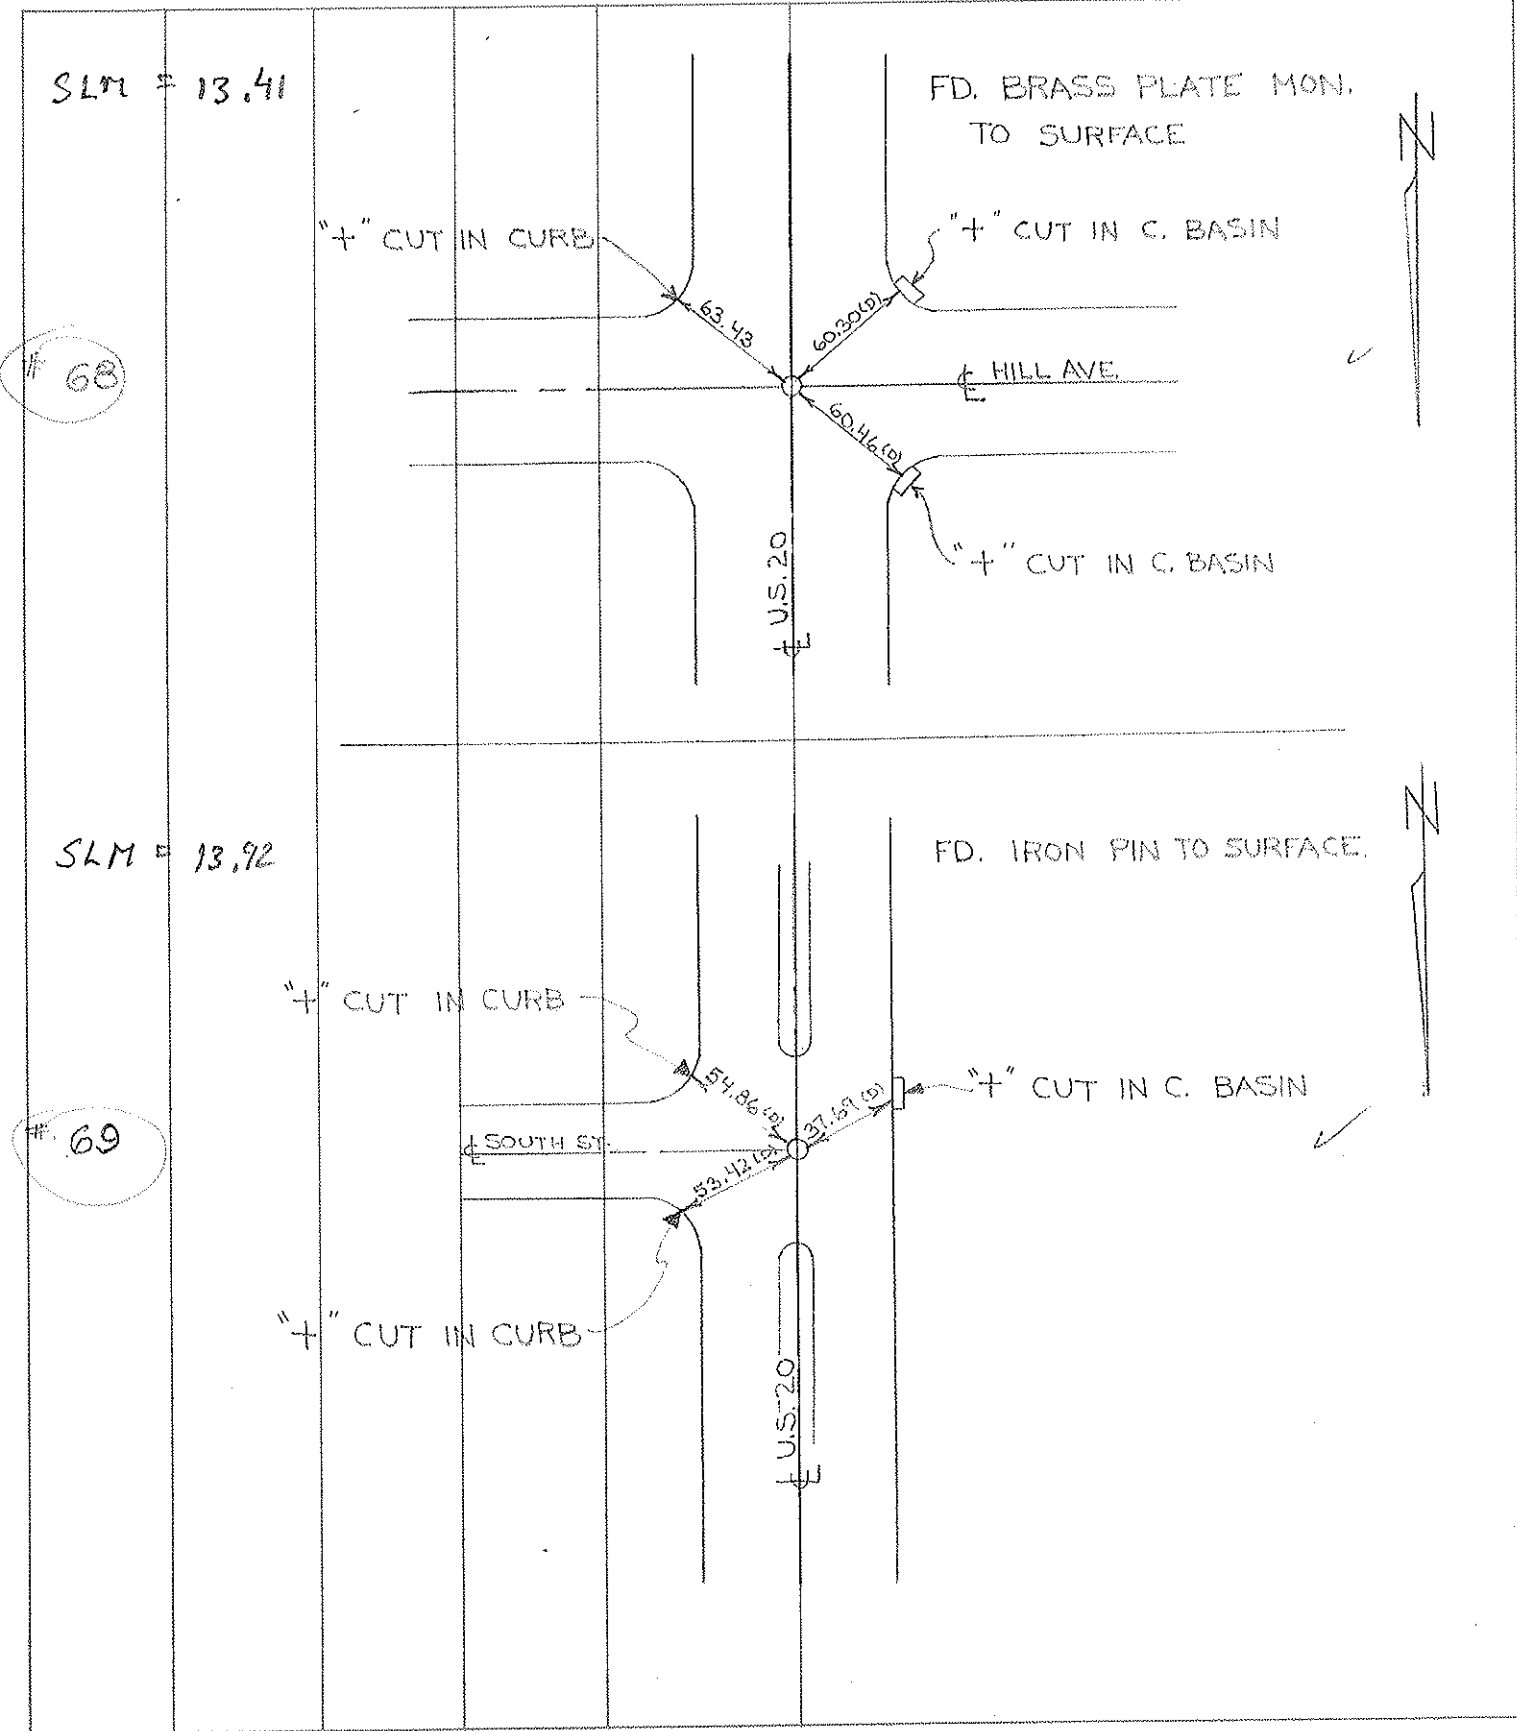 SLM = 13.41
FD. BRASS PLATE MON.
TO SURFACE
N
"+" CUT IN CURB
"+" CUT IN C. BASIN
63.43
60.30(D)
# 68
℄ HILL AVE.
60.46(D)
"+" CUT IN C. BASIN
℄ U.S. 20
SLM = 13.92
FD. IRON PIN TO SURFACE.
N
"+" CUT IN CURB
54.86(D)
37.69(D)
"+" CUT IN C. BASIN
# 69
℄ SOUTH ST.
53.42(D)
"+" CUT IN CURB
℄ U.S. 20